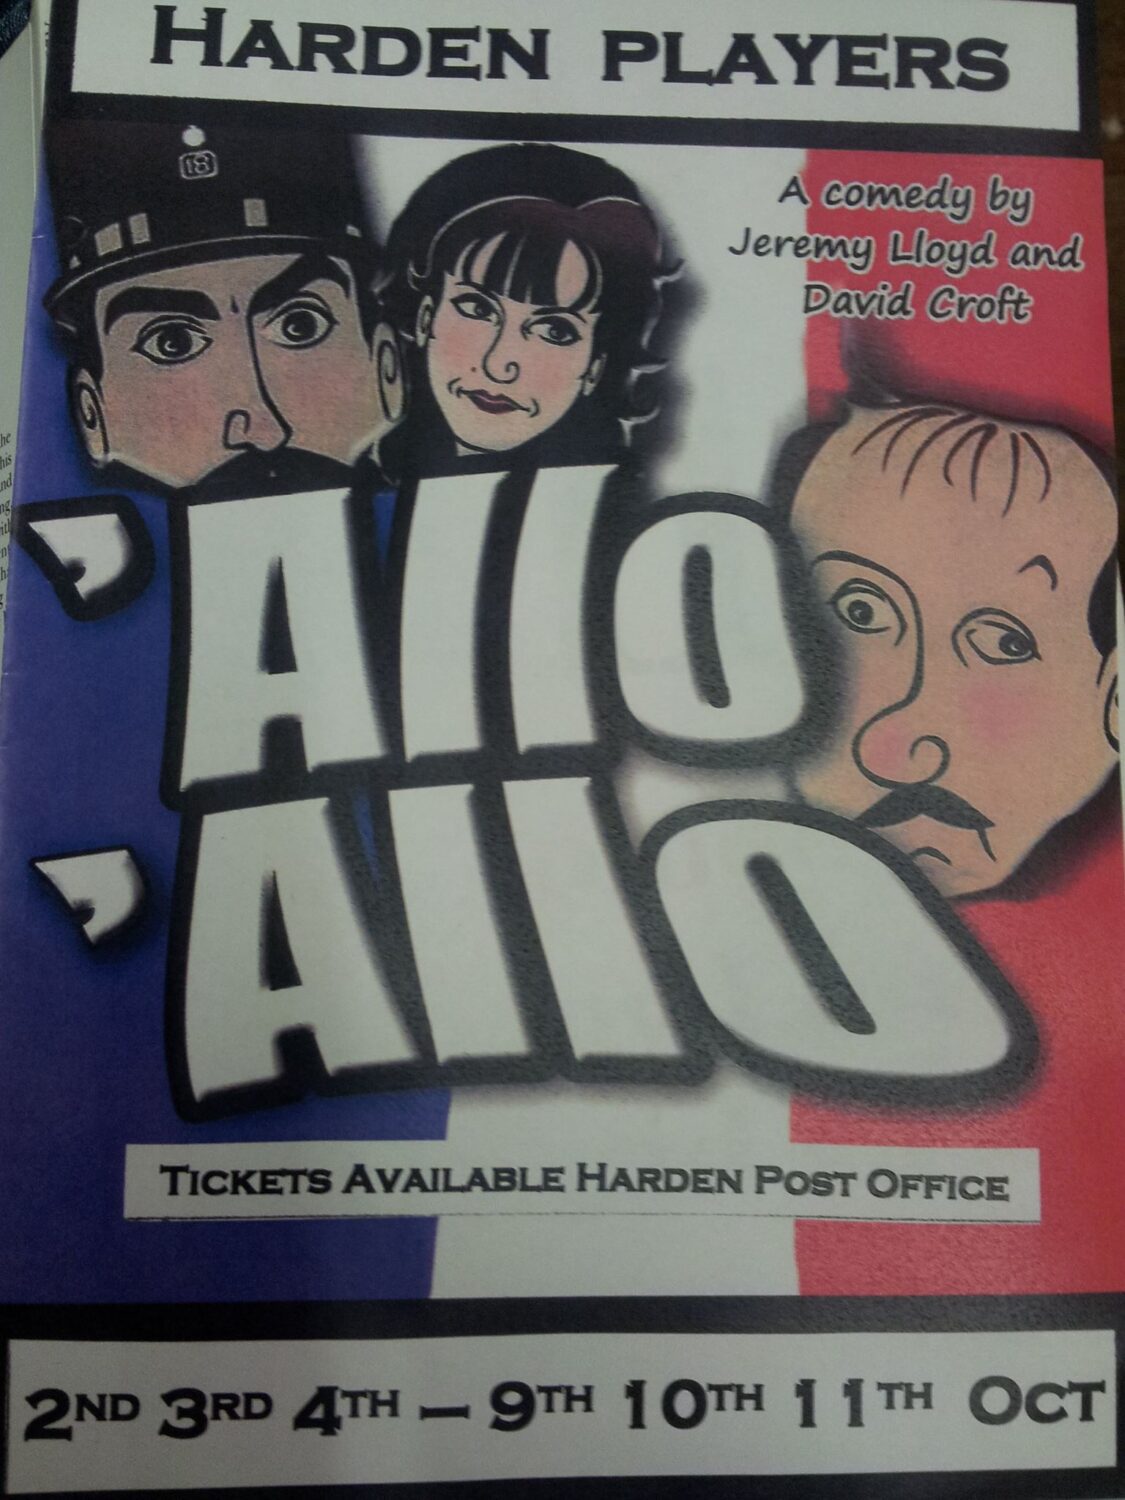 HARDEN PLAYERS
18
A comedy by
Jeremy Lloyd and
David Croft
'Allo
'Allo
TICKETS AVAILABLE HARDEN POST OFFICE
2ND 3RD 4TH – 9TH 10TH 11TH OCT